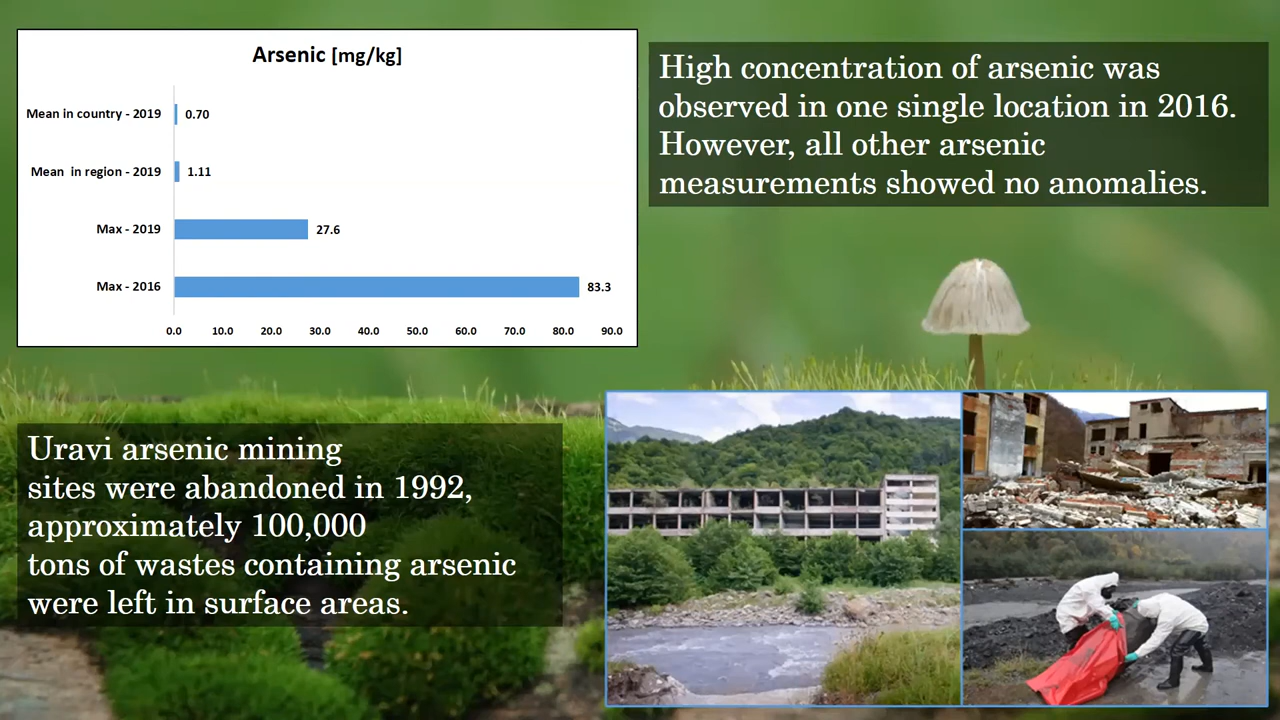 Arsenic [mg/kg]
Mean in country - 2019 0.70
Mean in region - 2019 1.11
Max - 2019 27.6
Max - 2016 83.3
0.0 10.0 20.0 30.0 40.0 50.0 60.0 70.0 80.0 90.0
High concentration of arsenic was
observed in one single location in 2016.
However, all other arsenic
measurements showed no anomalies.
Uravi arsenic mining
sites were abandoned in 1992,
approximately 100,000
tons of wastes containing arsenic
were left in surface areas.